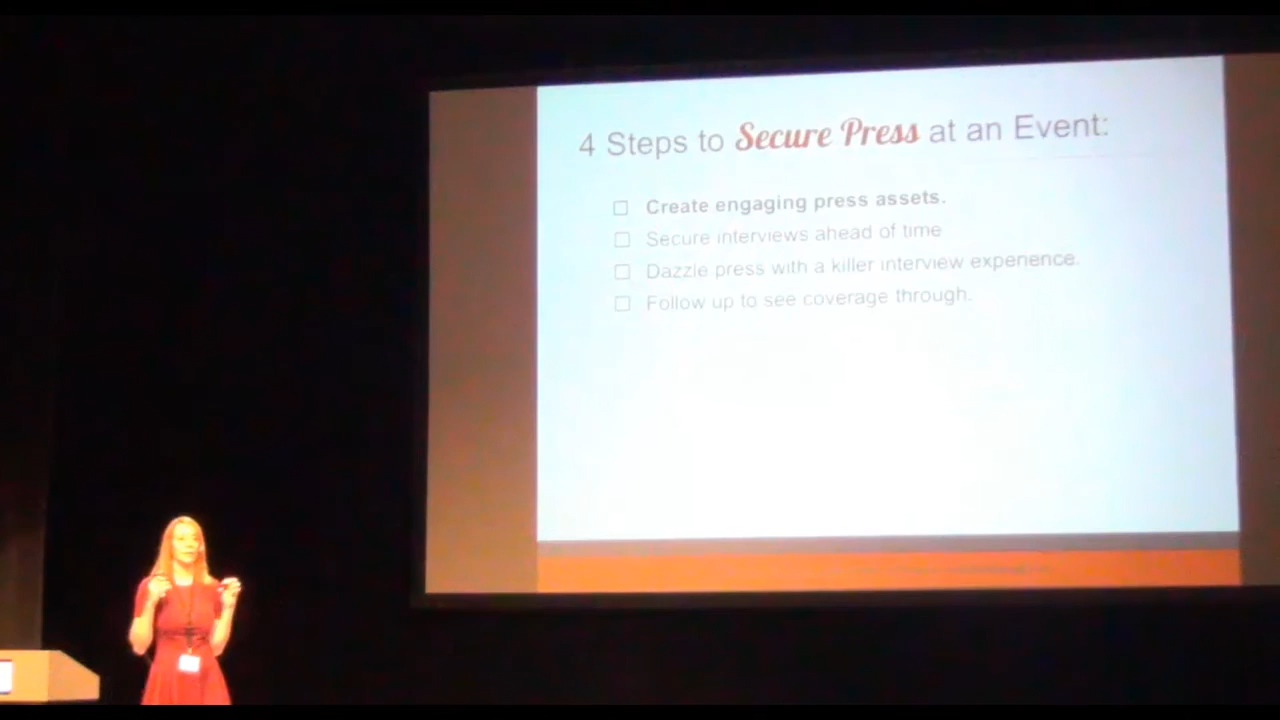 4 Steps to Secure Press at an Event:
Create engaging press assets.
Secure interviews ahead of time
Dazzle press with a killer interview experience.
Follow up to see coverage through.